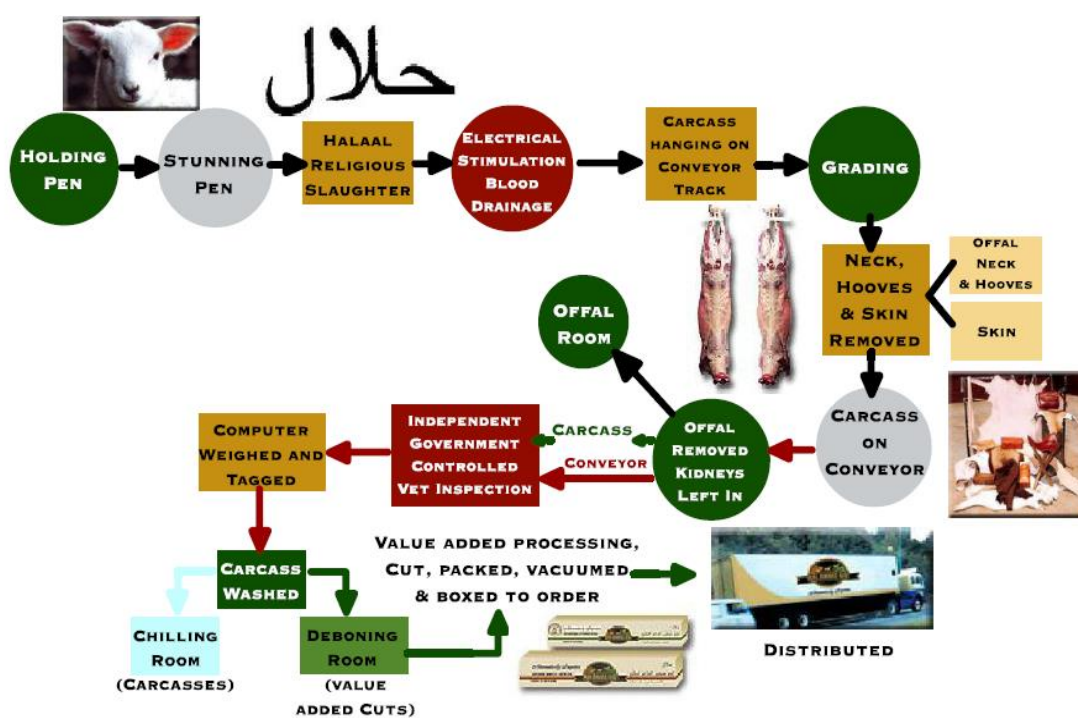 حلال
HOLDING
PEN
STUNNING
PEN
HALAAL
RELIGIOUS
SLAUGHTER
ELECTRICAL
STIMULATION
BLOOD
DRAINAGE
CARCASS
HANGING ON
CONVEYOR
TRACK
GRADING
NECK,
HOOVES
& SKIN
REMOVED
OFFAL
NECK
& HOOVES
SKIN
CARCASS
ON
CONVEYOR
OFFAL
REMOVED
KIDNEYS
LEFT IN
OFFAL
ROOM
CARCASS
CONVEYOR
INDEPENDENT
GOVERNMENT
CONTROLLED
VET INSPECTION
COMPUTER
WEIGHED AND
TAGGED
CARCASS
WASHED
CHILLING
ROOM
(CARCASSES)
DEBONING
ROOM
(VALUE
ADDED CUTS)
VALUE ADDED PROCESSING,
CUT, PACKED, VACUUMED
& BOXED TO ORDER
DISTRIBUTED